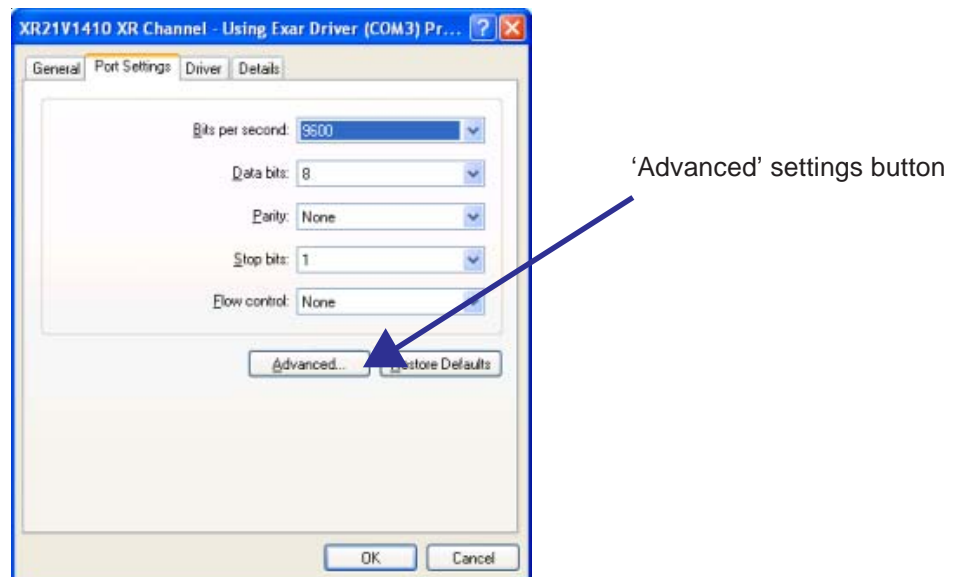 XR21V1410 XR Channel - Using Exar Driver (COM3) Pr...
General Port Settings Driver Details
Bits per second: 9600
Data bits: 8
Parity: None
Stop bits: 1
Flow control: None
Advanced... Restore Defaults
OK Cancel
‘Advanced’ settings button